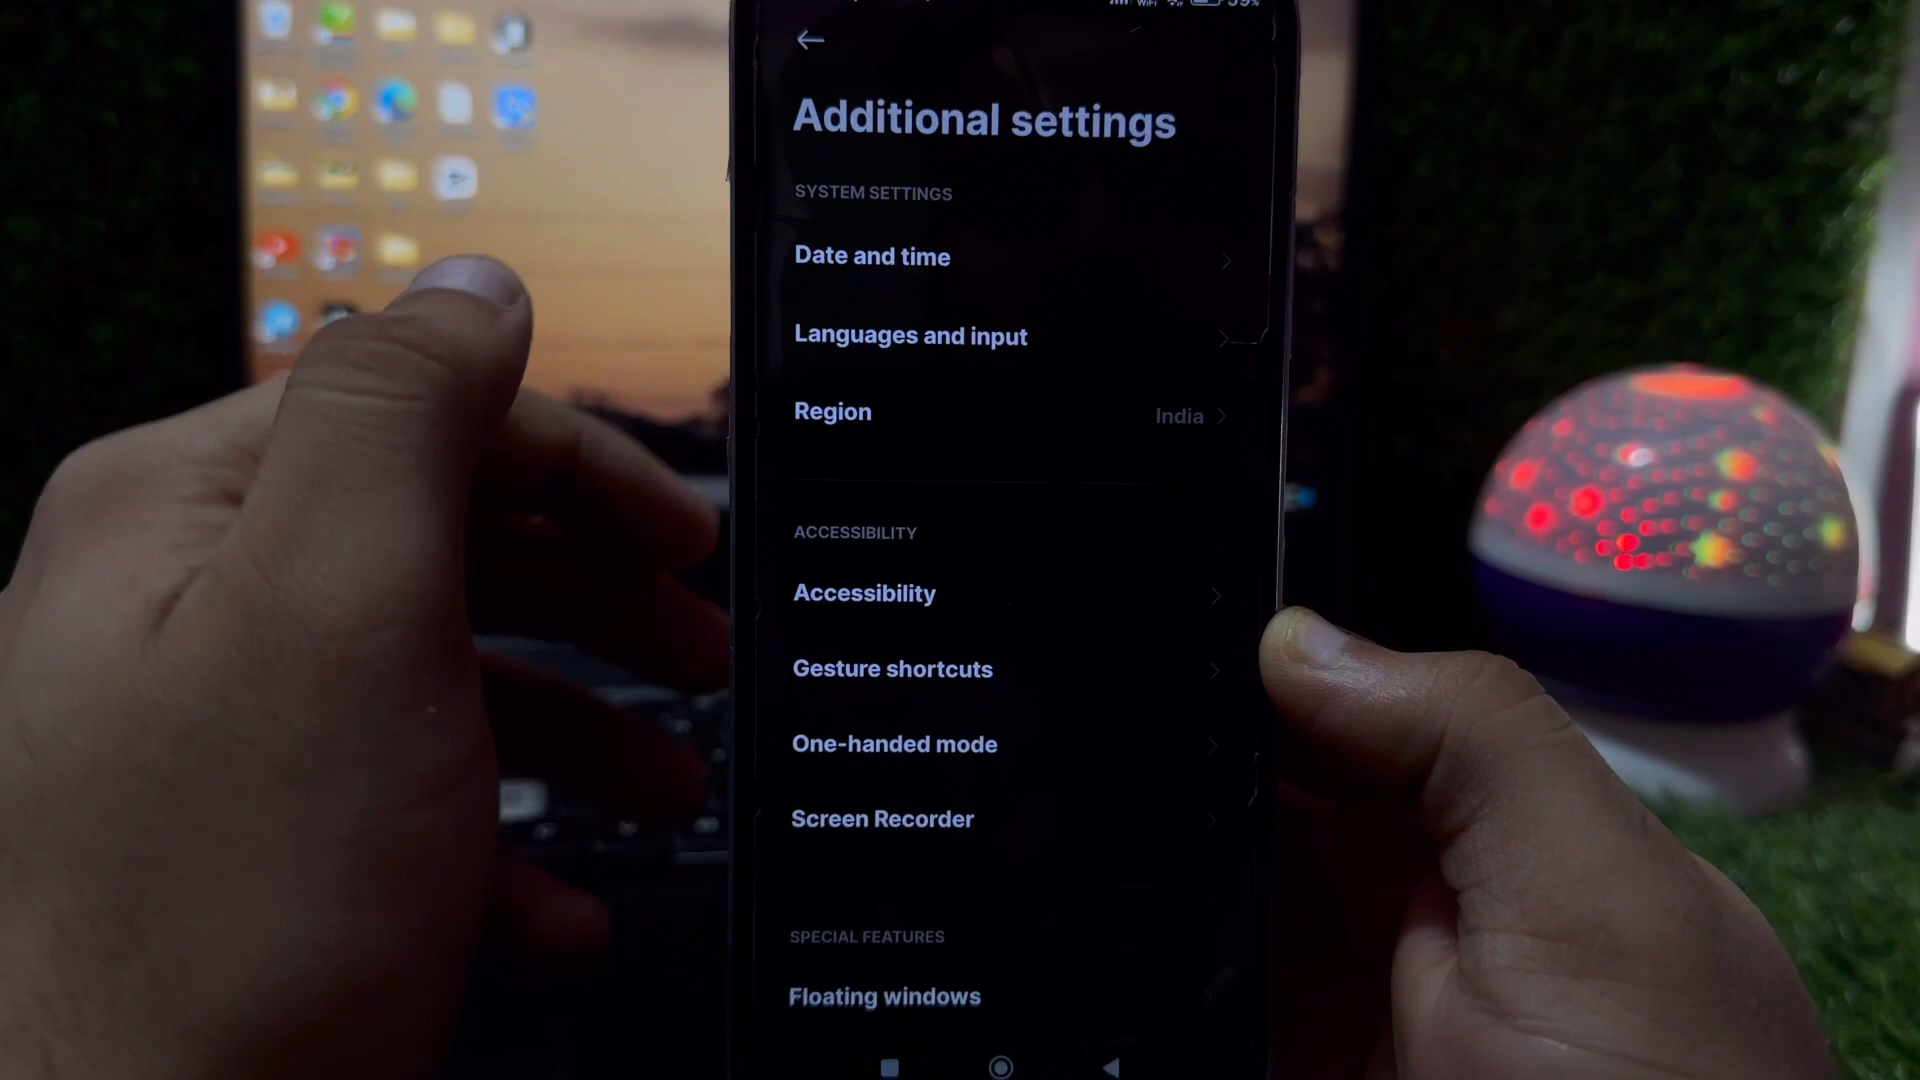 Additional settings
SYSTEM SETTINGS
Date and time
Languages and input
Region
India
ACCESSIBILITY
Accessibility
Gesture shortcuts
One-handed mode
Screen Recorder
SPECIAL FEATURES
Floating windows